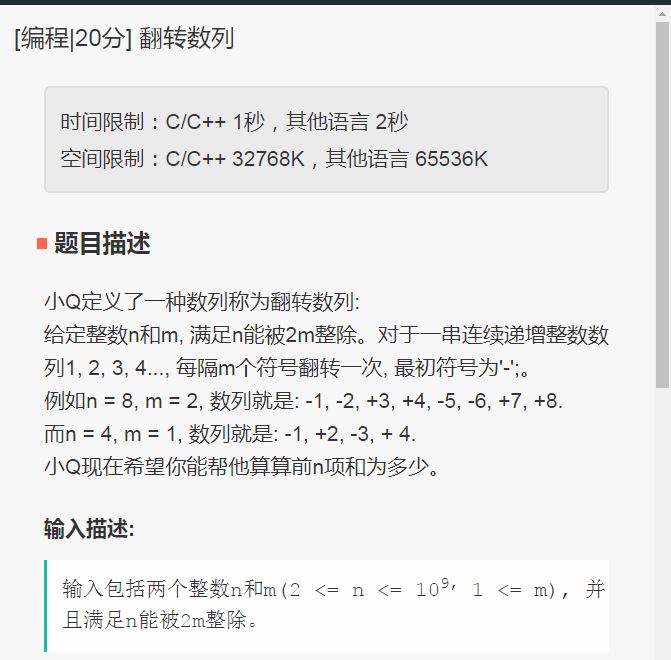 [编程|20分] 翻转数列
时间限制：C/C++ 1秒，其他语言 2秒
空间限制：C/C++ 32768K，其他语言 65536K
题目描述
小Q定义了一种数列称为翻转数列:
给定整数n和m, 满足n能被2m整除。对于一串连续递增整数数
列1, 2, 3, 4..., 每隔m个符号翻转一次, 最初符号为'-';。
例如n = 8, m = 2, 数列就是: -1, -2, +3, +4, -5, -6, +7, +8.
而n = 4, m = 1, 数列就是: -1, +2, -3, + 4.
小Q现在希望你能帮他算算前n项和为多少。
输入描述:
输入包括两个整数n和m(2 <= n <= 10⁹, 1 <= m), 并
且满足n能被2m整除。